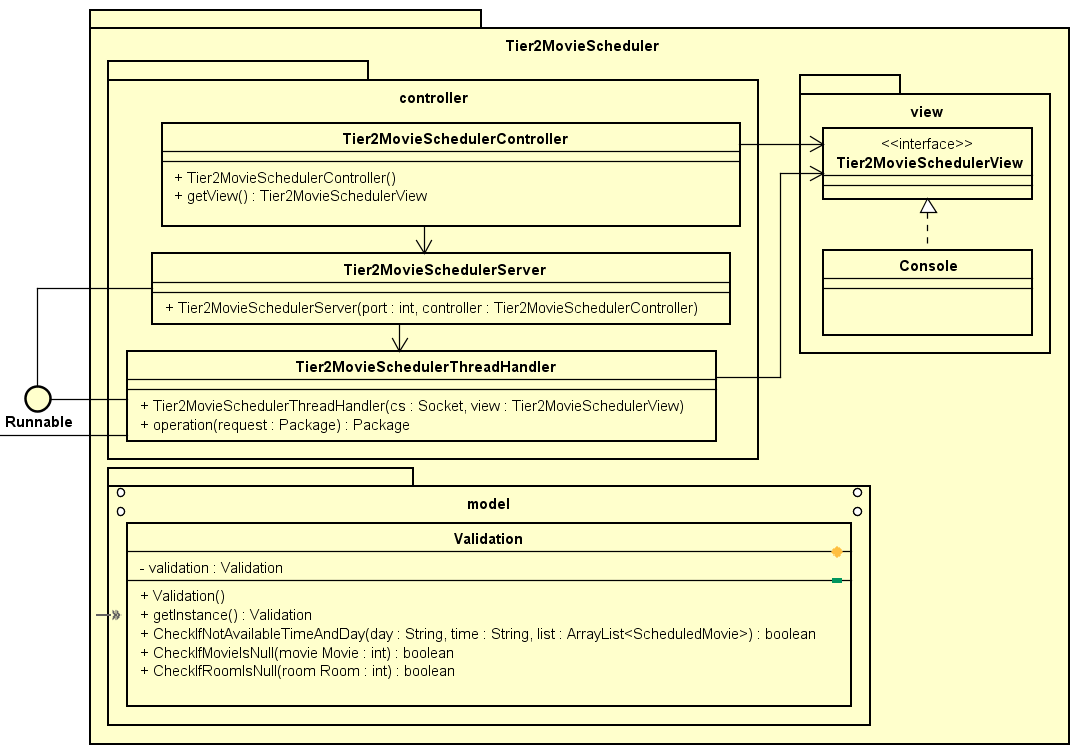 Tier2MovieScheduler
controller
Tier2MovieSchedulerController
+ Tier2MovieSchedulerController()
+ getView() : Tier2MovieSchedulerView
Tier2MovieSchedulerServer
+ Tier2MovieSchedulerServer(port : int, controller : Tier2MovieSchedulerController)
Tier2MovieSchedulerThreadHandler
+ Tier2MovieSchedulerThreadHandler(cs : Socket, view : Tier2MovieSchedulerView)
+ operation(request : Package) : Package
Runnable
view
<<interface>>
Tier2MovieSchedulerView
Console
model
Validation
- validation : Validation
+ Validation()
+ getInstance() : Validation
+ CheckIfNotAvailableTimeAndDay(day : String, time : String, list : ArrayList<ScheduledMovie>) : boolean
+ CheckIfMovieIsNull(movie Movie : int) : boolean
+ CheckIfRoomIsNull(room Room : int) : boolean